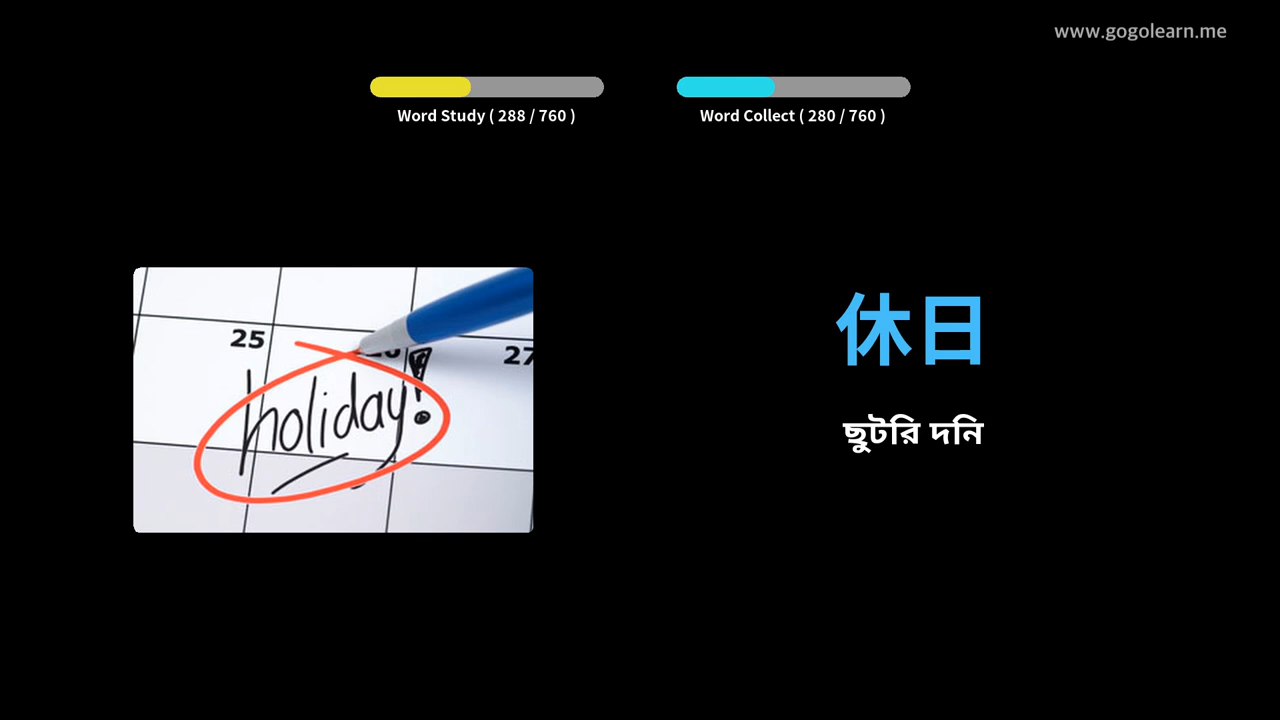 www.gogolearn.me
Word Study ( 288 / 760 )
Word Collect ( 280 / 760 )
25 27
holiday!
休日
ছুটরি দনি